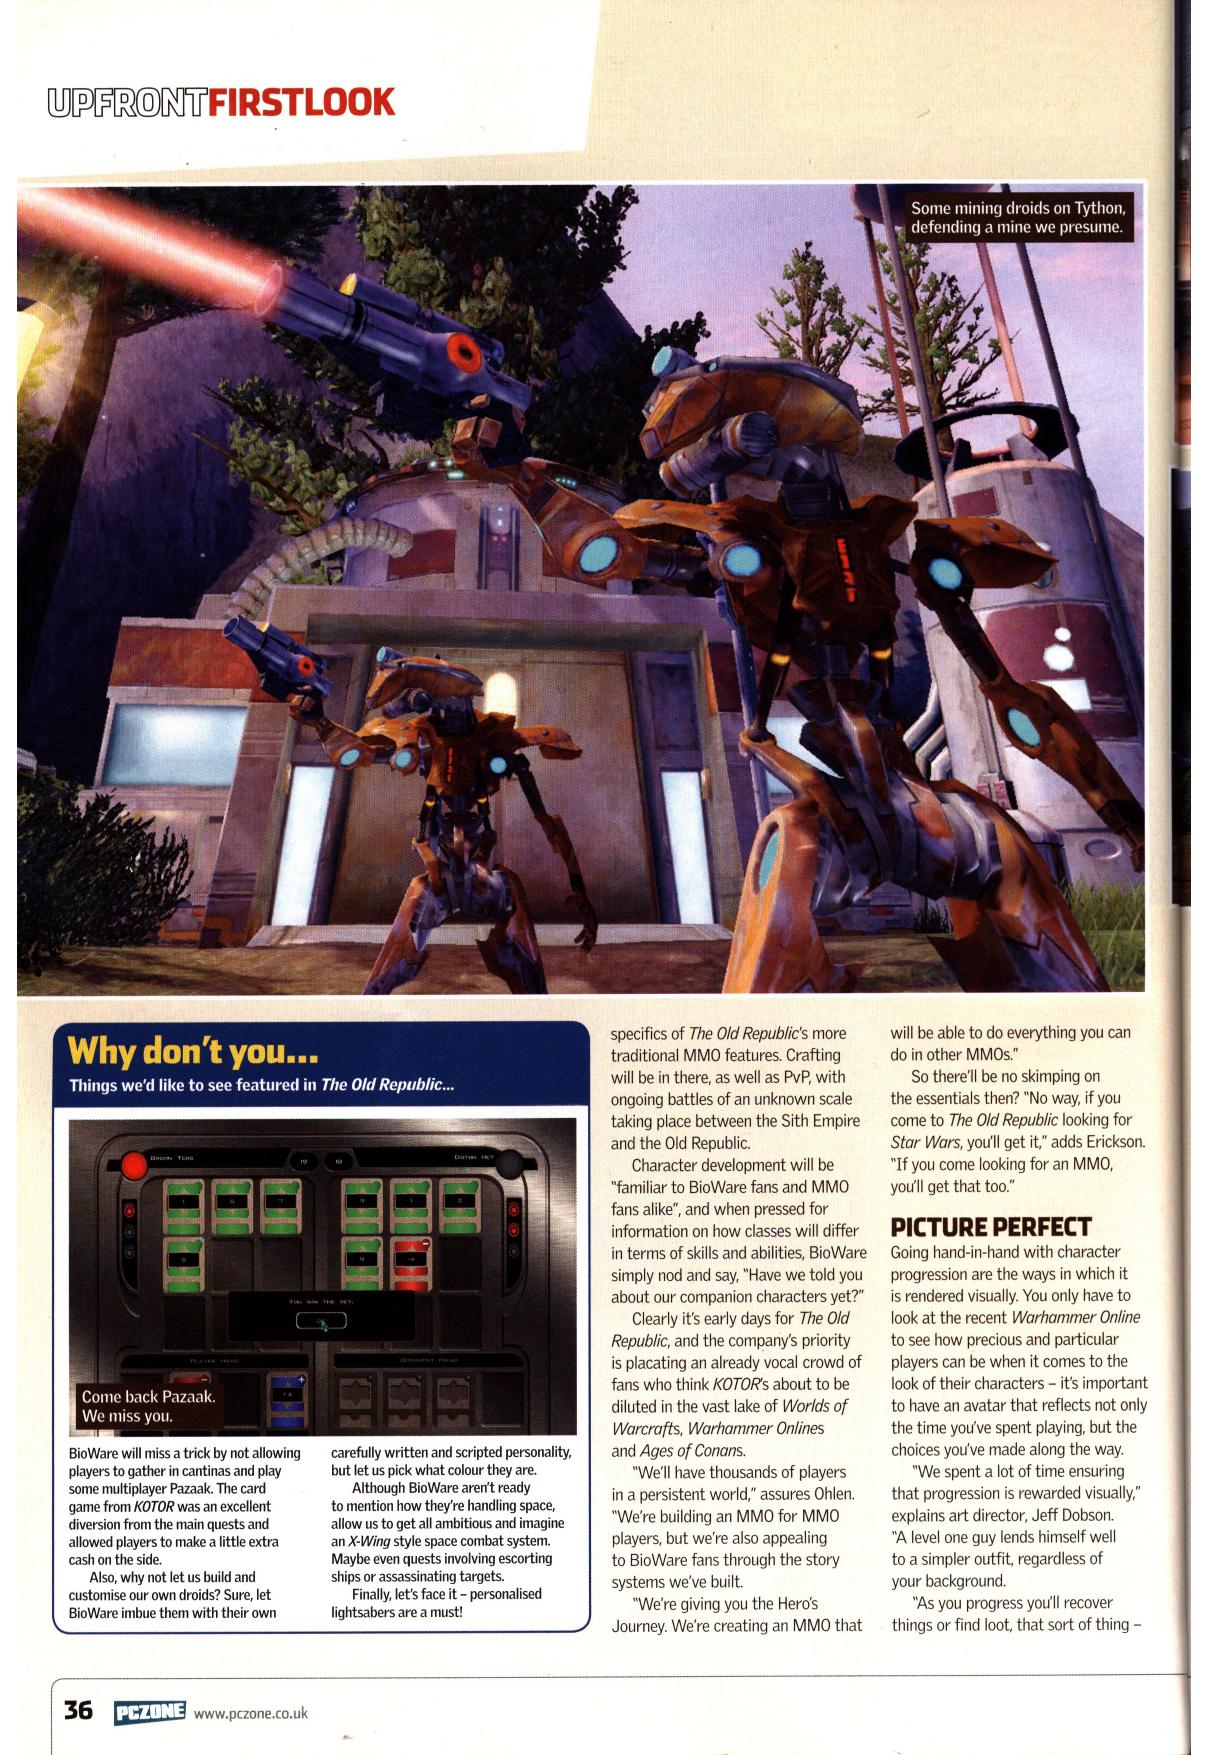 UPFRONTFIRSTLOOK
Some mining droids on Tython,
defending a mine we presume.
Why don't you...
Things we'd like to see featured in The Old Republic...
19
18
YOU WIN THE SET.
PLAYER HAND
OPPONENT HAND
Come back Pazaak.
We miss you.
BioWare will miss a trick by not allowing
players to gather in cantinas and play
some multiplayer Pazaak. The card
game from KOTOR was an excellent
diversion from the main quests and
allowed players to make a little extra
cash on the side.
Also, why not let us build and
customise our own droids? Sure, let
BioWare imbue them with their own
carefully written and scripted personality,
but let us pick what colour they are.
Although BioWare aren't ready
to mention how they're handling space,
allow us to get all ambitious and imagine
an X-Wing style space combat system.
Maybe even quests involving escorting
ships or assassinating targets.
Finally, let's face it – personalised
lightsabers are a must!
specifics of The Old Republic's more
traditional MMO features. Crafting
will be in there, as well as PvP, with
ongoing battles of an unknown scale
taking place between the Sith Empire
and the Old Republic.
Character development will be
“familiar to BioWare fans and MMO
fans alike”, and when pressed for
information on how classes will differ
in terms of skills and abilities, BioWare
simply nod and say, “Have we told you
about our companion characters yet?”
Clearly it's early days for The Old
Republic, and the company's priority
is placating an already vocal crowd of
fans who think KOTOR's about to be
diluted in the vast lake of Worlds of
Warcrafts, Warhammer Onlines
and Ages of Conans.
“We'll have thousands of players
in a persistent world,” assures Ohlen.
“We're building an MMO for MMO
players, but we're also appealing
to BioWare fans through the story
systems we've built.
“We're giving you the Hero's
Journey. We're creating an MMO that
will be able to do everything you can
do in other MMOs.”
So there'll be no skimping on
the essentials then? “No way, if you
come to The Old Republic looking for
Star Wars, you'll get it,” adds Erickson.
“If you come looking for an MMO,
you'll get that too.”
PICTURE PERFECT
Going hand-in-hand with character
progression are the ways in which it
is rendered visually. You only have to
look at the recent Warhammer Online
to see how precious and particular
players can be when it comes to the
look of their characters – it's important
to have an avatar that reflects not only
the time you've spent playing, but the
choices you've made along the way.
“We spent a lot of time ensuring
that progression is rewarded visually,”
explains art director, Jeff Dobson.
“A level one guy lends himself well
to a simpler outfit, regardless of
your background.
“As you progress you'll recover
things or find loot, that sort of thing –
36 PCZONE www.pczone.co.uk